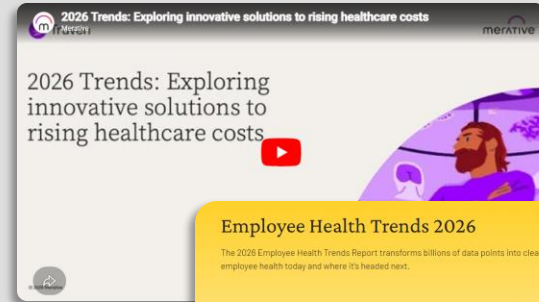 2026 Trends: Exploring innovative solutions to rising healthcare costs
Merative
merative
2026 Trends: Exploring
innovative solutions to
rising healthcare costs
Employee Health Trends 2026
The 2026 Employee Health Trends Report transforms billions of data points into clea
employee health today and where it's headed next.
© 2026 Merative